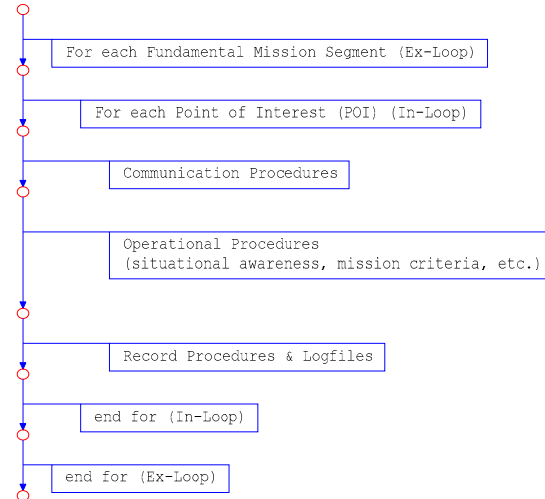 For each Fundamental Mission Segment (Ex-Loop)
For each Point of Interest (POI) (In-Loop)
Communication Procedures
Operational Procedures
(situational awareness, mission criteria, etc.)
Record Procedures & Logfiles
end for (In-Loop)
end for (Ex-Loop)